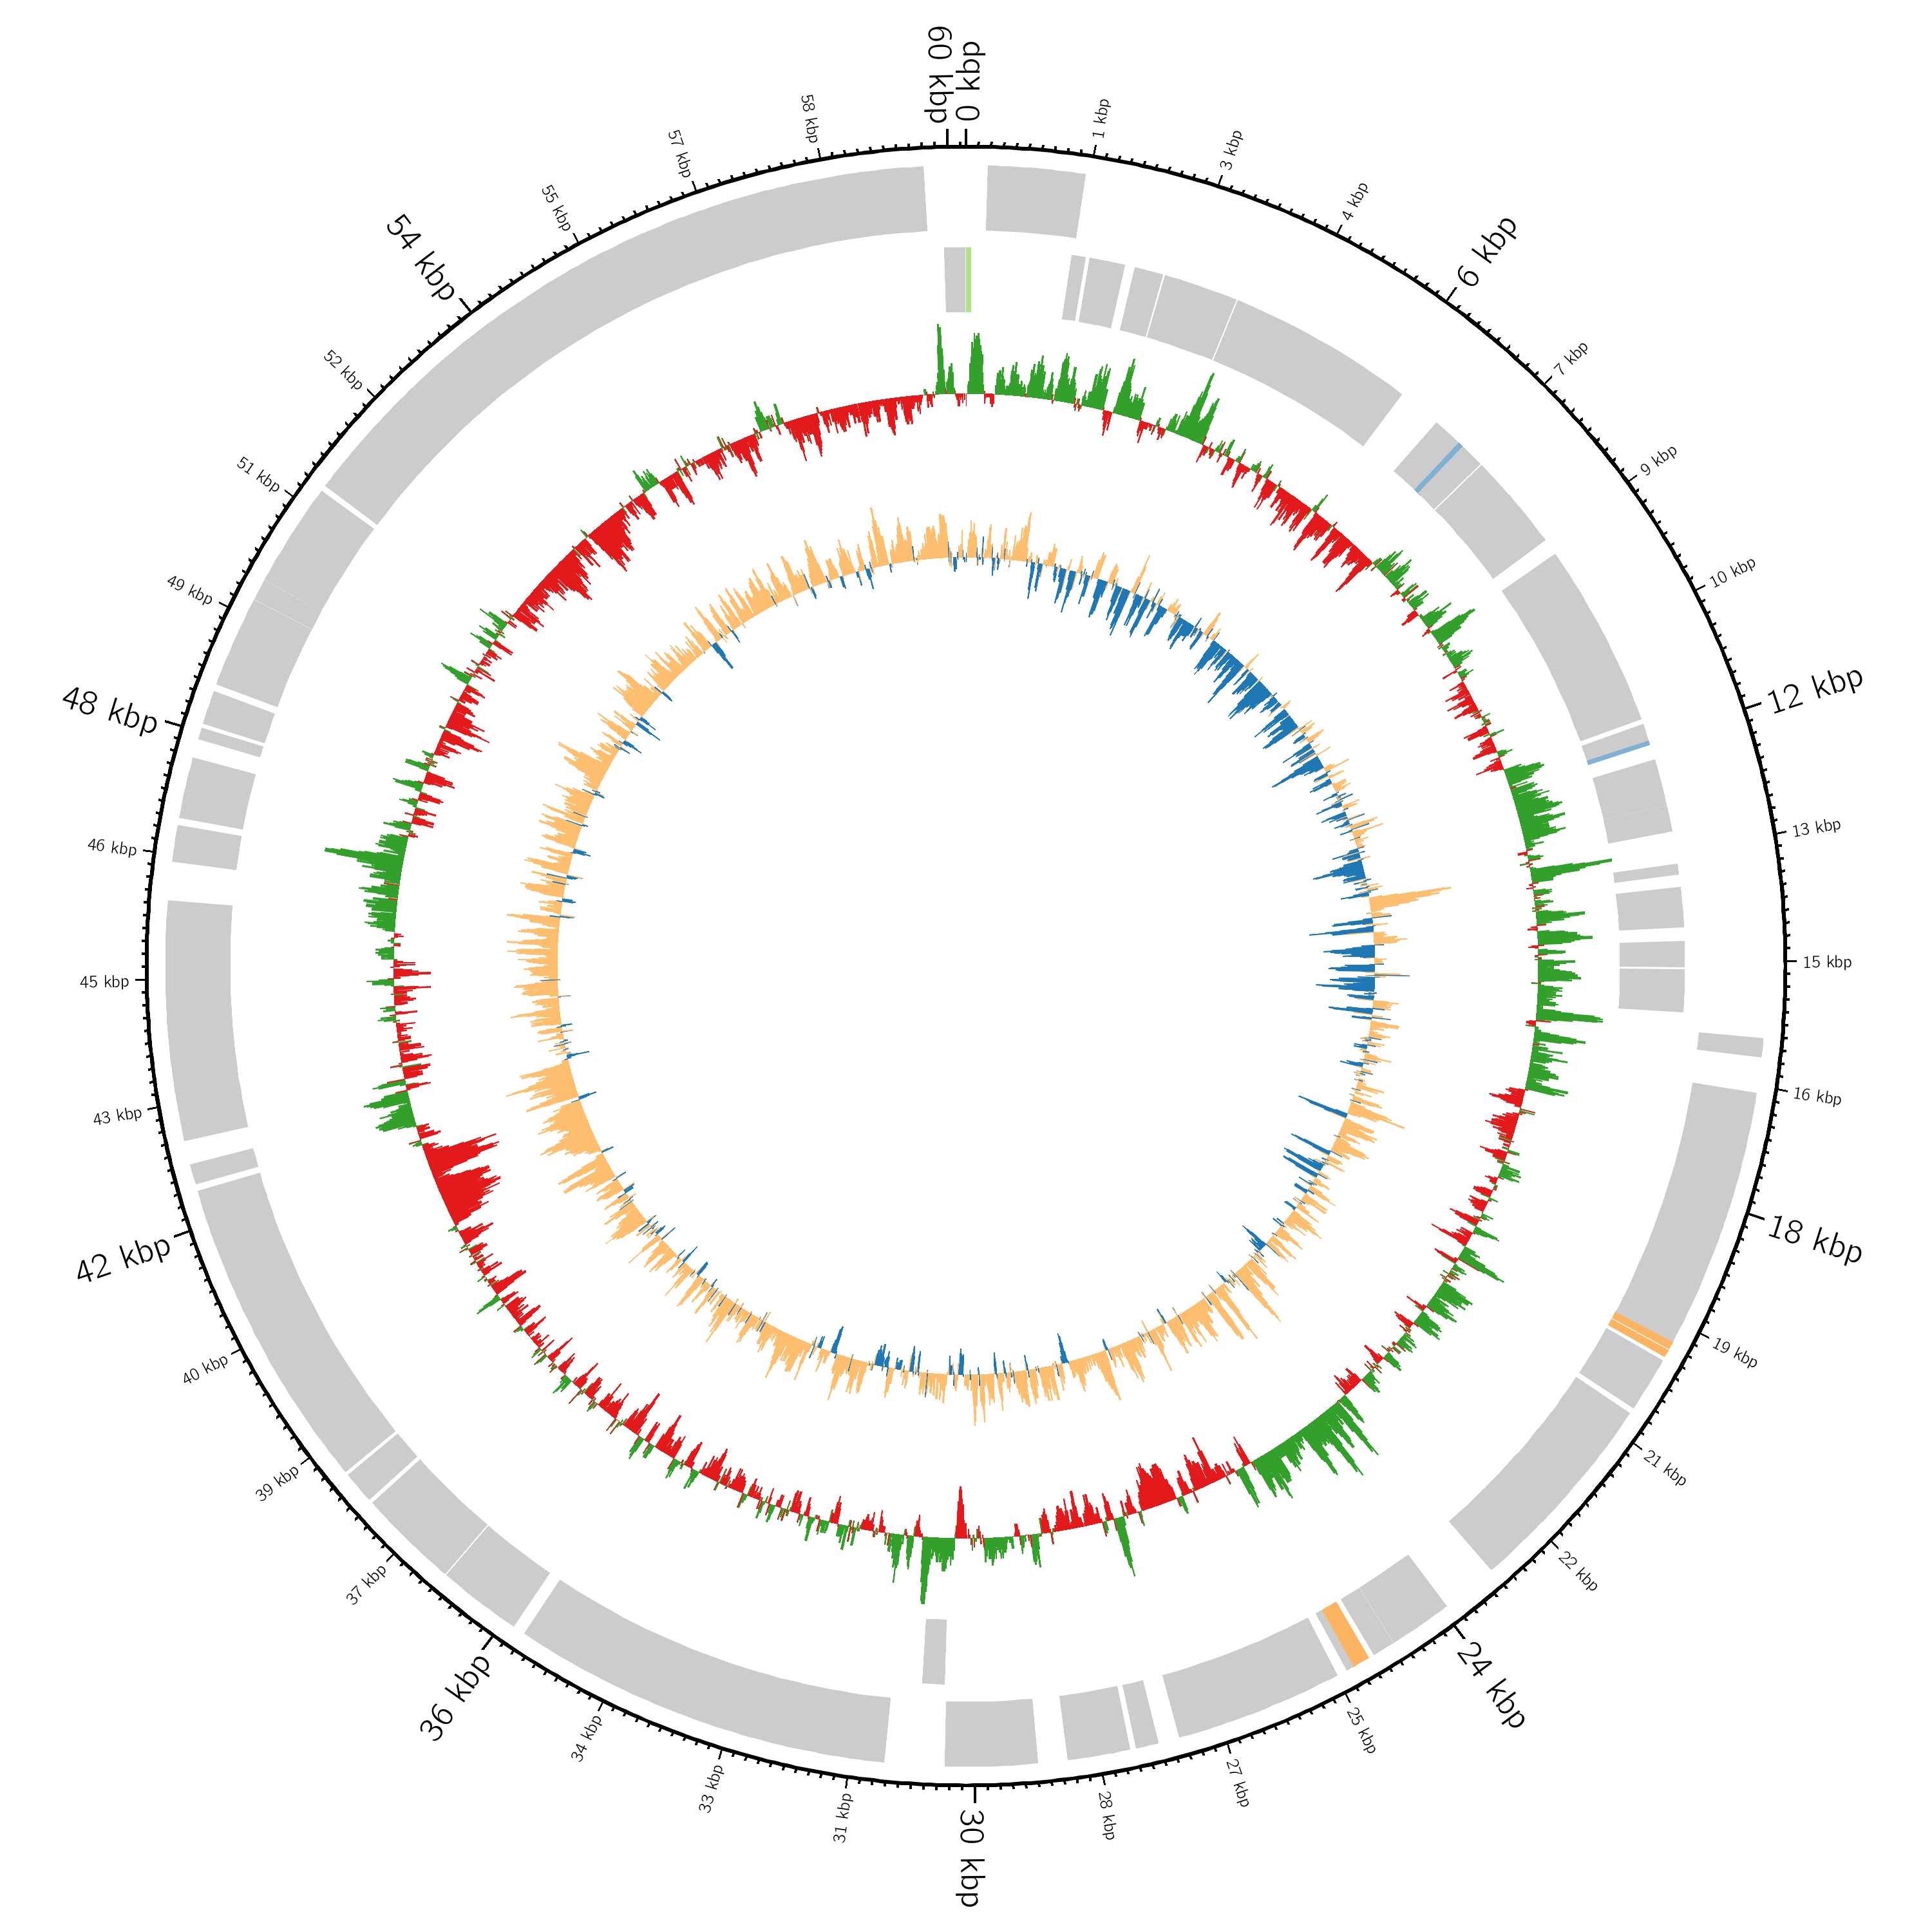 0 kbp
1 kbp
3 kbp
4 kbp
6 kbp
7 kbp
9 kbp
10 kbp
12 kbp
13 kbp
15 kbp
16 kbp
18 kbp
19 kbp
21 kbp
22 kbp
24 kbp
25 kbp
27 kbp
28 kbp
30 kbp
31 kbp
33 kbp
34 kbp
36 kbp
37 kbp
39 kbp
40 kbp
42 kbp
43 kbp
45 kbp
46 kbp
48 kbp
49 kbp
51 kbp
52 kbp
54 kbp
55 kbp
57 kbp
58 kbp
60 kbp